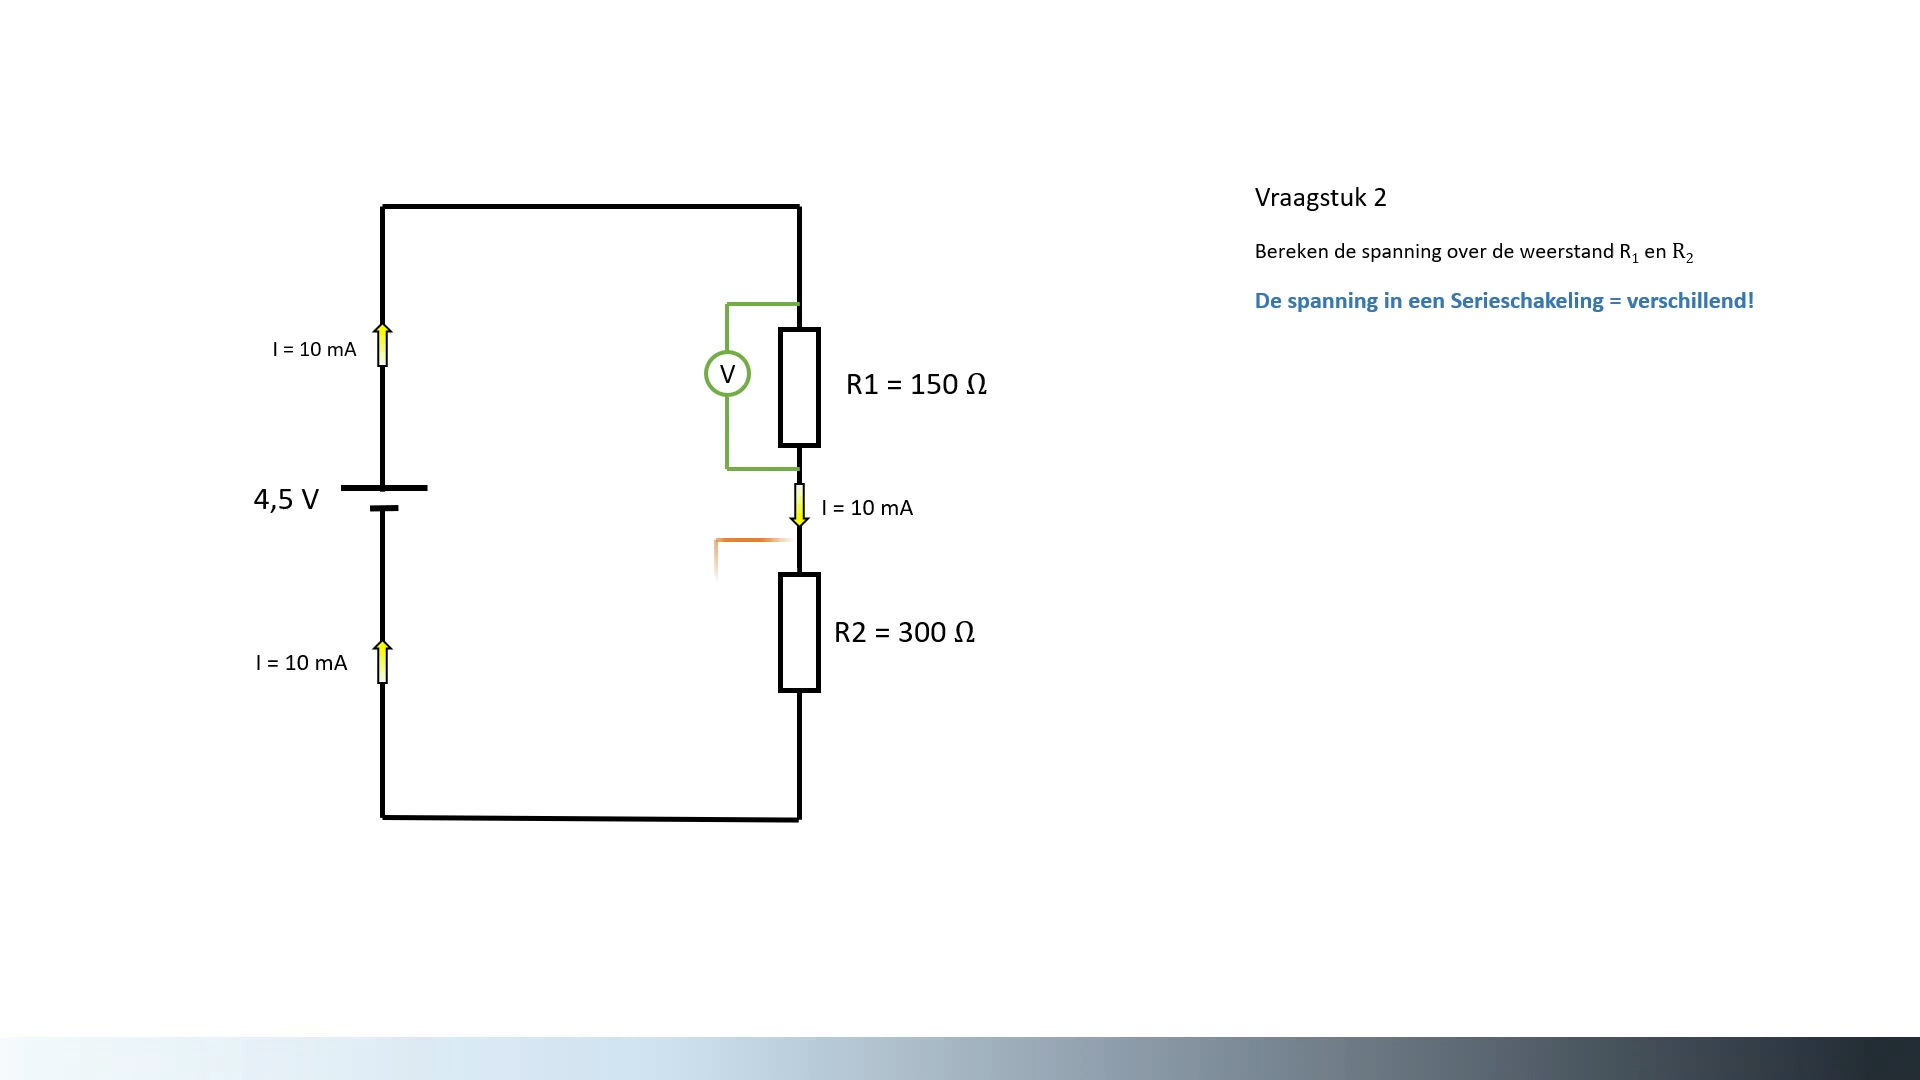 Vraagstuk 2
Bereken de spanning over de weerstand R₁ en R₂
De spanning in een Serieschakeling = verschillend!
I = 10 mA
V
R1 = 150 Ω
4,5 V
I = 10 mA
R2 = 300 Ω
I = 10 mA